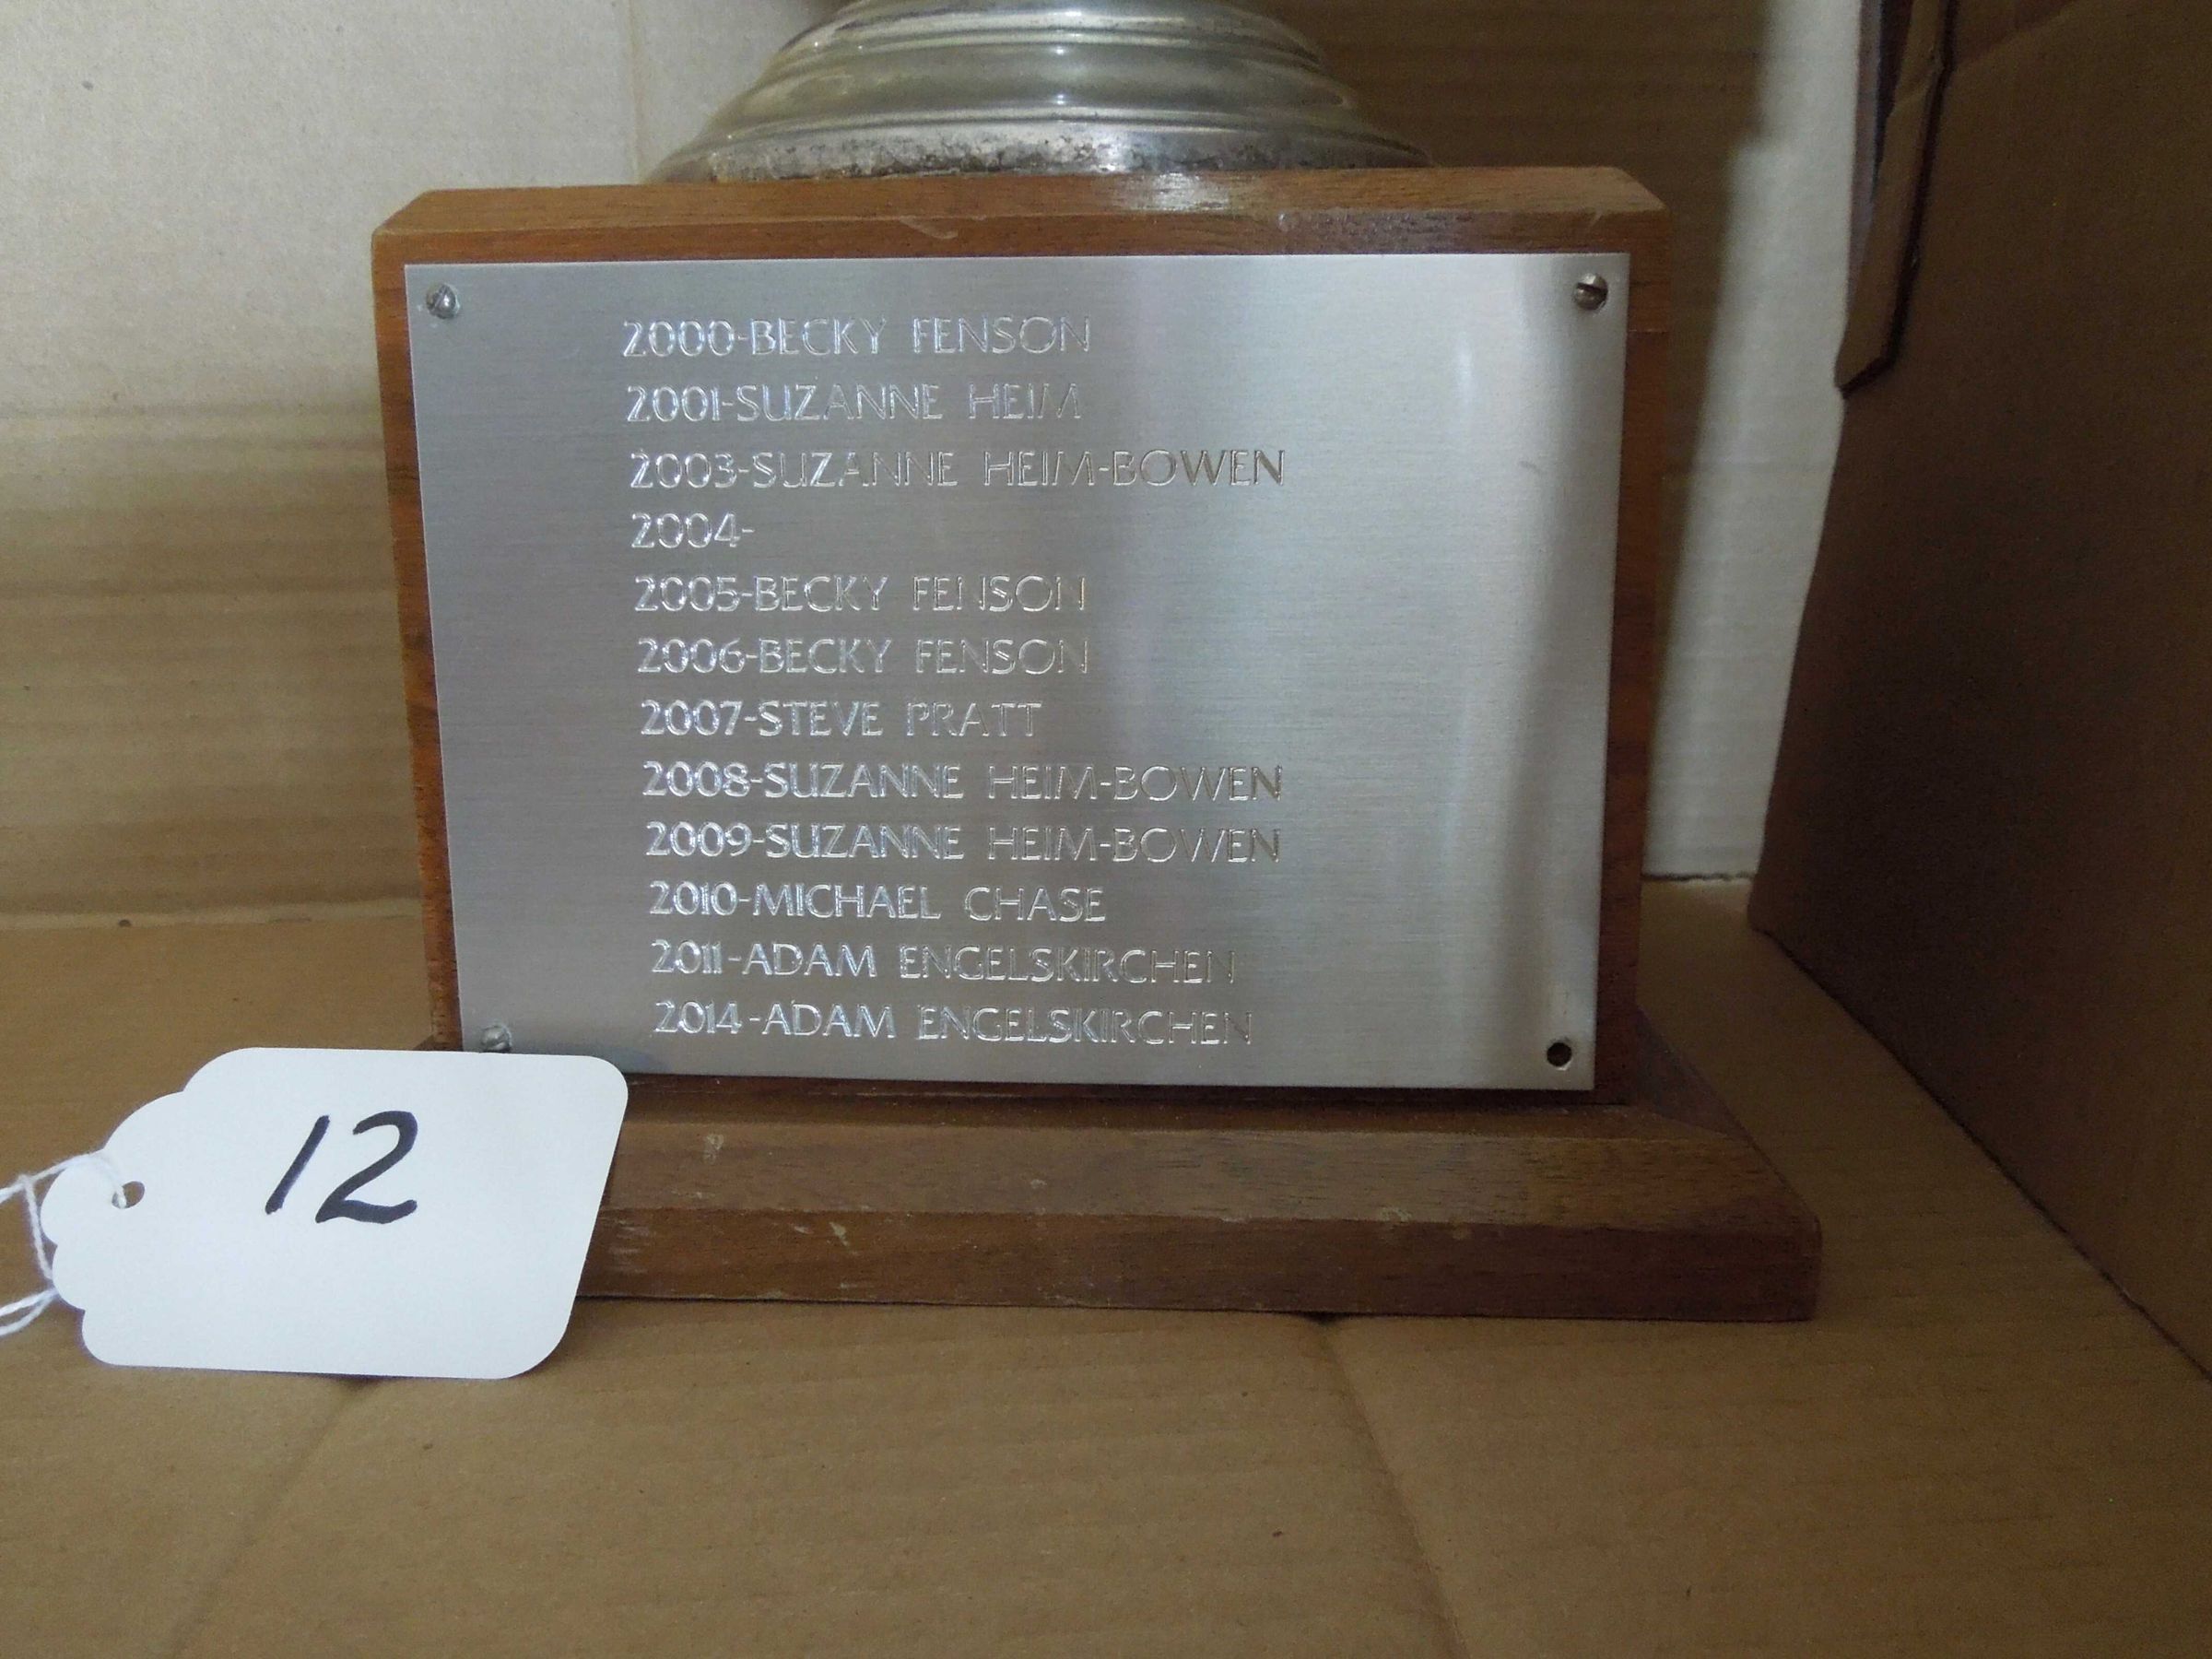 2000-BECKY FENSON
2001-SUZANNE HEIM
2003-SUZANNE HEIM-BOWEN
2004-
2005-BECKY FENSON
2006-BECKY FENSON
2007-STEVE PRATT
2008-SUZANNE HEIM-BOWEN
2009-SUZANNE HEIM-BOWEN
2010-MICHAEL CHASE
2011-ADAM ENGELSKIRCHEN
2014-ADAM ENGELSKIRCHEN
12